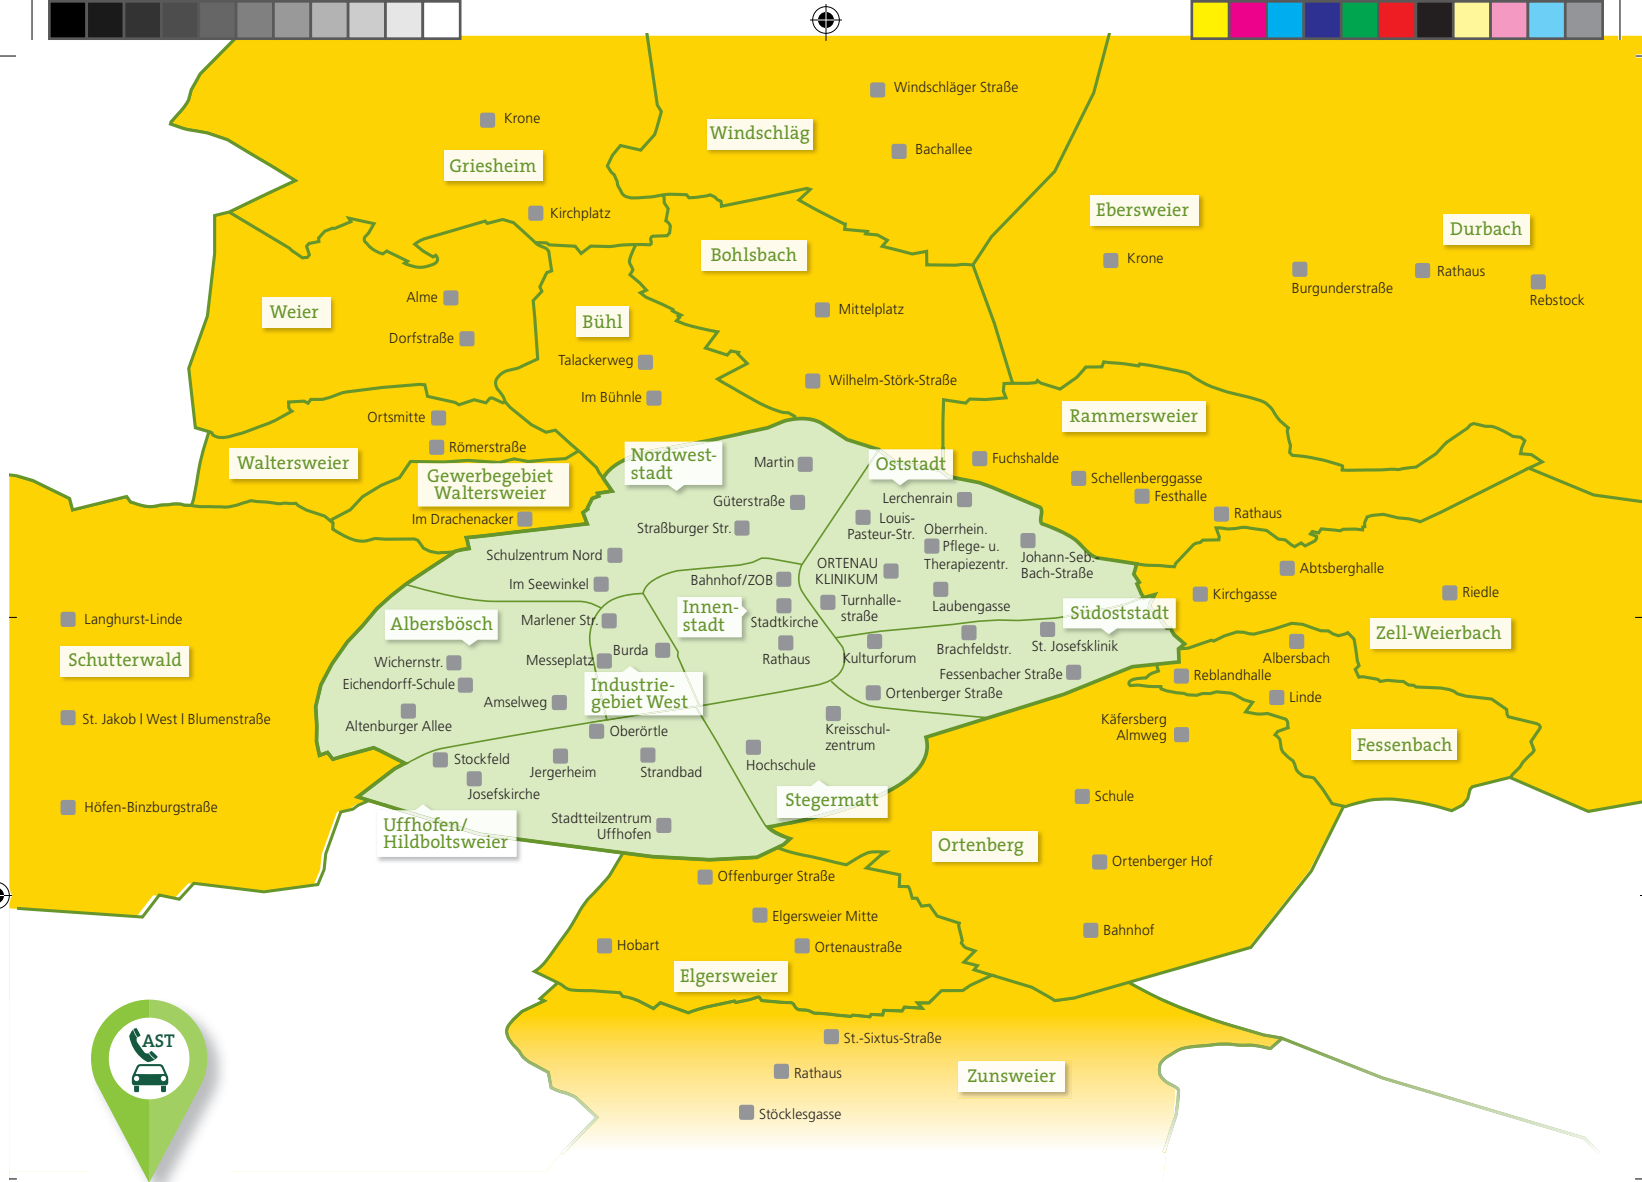 Windschläger Straße
Krone
Windschläg
Bachallee
Griesheim
Kirchplatz
Ebersweier
Durbach
Bohlsbach
Krone
Rathaus
Burgunderstraße
Rebstock
Alme
Weier
Mittelplatz
Bühl
Dorfstraße
Talackerweg
Wilhelm-Störk-Straße
Im Bühnle
Ortsmitte
Rammersweier
Römerstraße
Waltersweier
Nordwest-
stadt
Martin
Oststadt
Fuchshalde
Gewerbegebiet
Waltersweier
Schellenberggasse
Festhalle
Lerchenrain
Güterstraße
Rathaus
Im Drachenacker
Straßburger Str.
Louis-
Pasteur-Str.
Oberrhein.
Pflege- u.
Therapiezentr.
Johann-Seb.-
Bach-Straße
Schulzentrum Nord
ORTENAU
KLINIKUM
Abtsberghalle
Im Seewinkel
Bahnhof/ZOB
Kirchgasse
Riedle
Innen-
stadt
Turnhalle-
straße
Laubengasse
Südoststadt
Langhurst-Linde
Albersbösch
Marlener Str.
Stadtkirche
Zell-Weierbach
Schutterwald
Wichernstr.
Messeplatz
Burda
Rathaus
Kulturforum
Brachfeldstr.
St. Josefsklinik
Albersbach
Eichendorff-Schule
Fessenbacher Straße
Reblandhalle
Industrie-
gebiet West
Ortenberger Straße
Linde
Amselweg
St. Jakob l West l Blumenstraße
Altenburger Allee
Oberörtle
Kreisschul-
zentrum
Käfersberg
Almweg
Fessenbach
Stockfeld
Jergerheim
Strandbad
Hochschule
Josefskirche
Stegermatt
Schule
Höfen-Binzburgstraße
Uffhofen/
Hildboltsweier
Stadtteilzentrum
Uffhofen
Ortenberg
Ortenberger Hof
Offenburger Straße
Elgersweier Mitte
Bahnhof
Hobart
Ortenaustraße
Elgersweier
AST
St.-Sixtus-Straße
Rathaus
Zunsweier
Stöcklesgasse